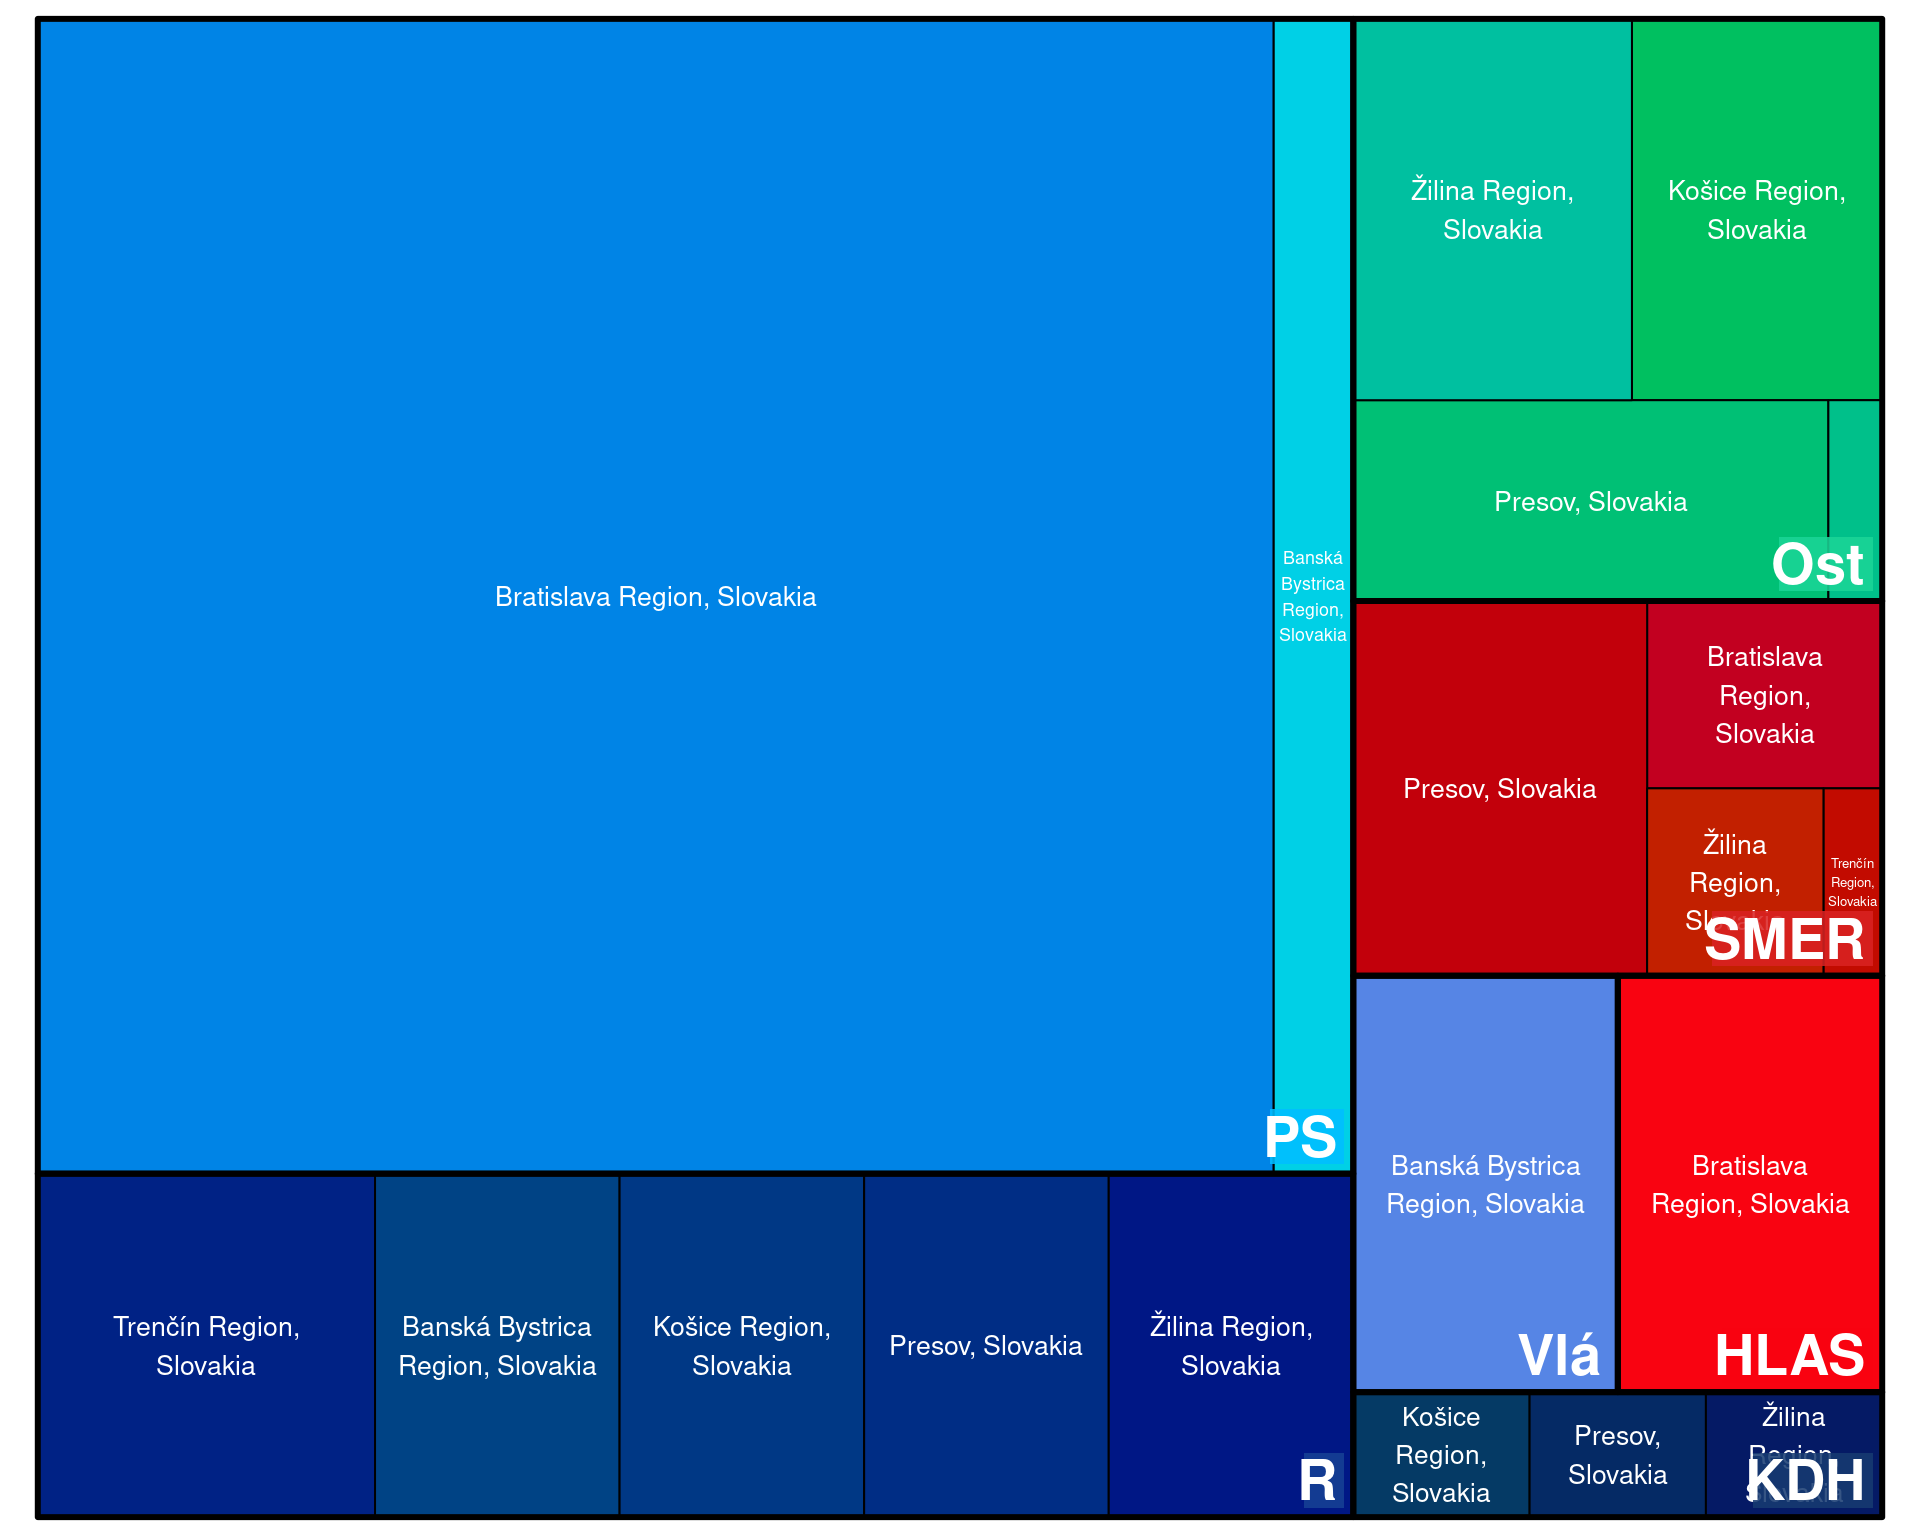 Bratislava Region, Slovakia
Banská
Bystrica
Region,
Slovakia
PS
Trenčín Region,
Slovakia
Banská Bystrica
Region, Slovakia
Košice Region,
Slovakia
Presov, Slovakia
Žilina Region,
Slovakia
R
Žilina Region,
Slovakia
Košice Region,
Slovakia
Presov, Slovakia
Ost
Presov, Slovakia
Bratislava
Region,
Slovakia
Žilina
Region,
Slovakia
Trenčín
Region,
Slovakia
SMER
Banská Bystrica
Region, Slovakia
Vlá
Bratislava
Region, Slovakia
HLAS
Košice
Region,
Slovakia
Presov,
Slovakia
Žilina
Region,
Slovakia
KDH